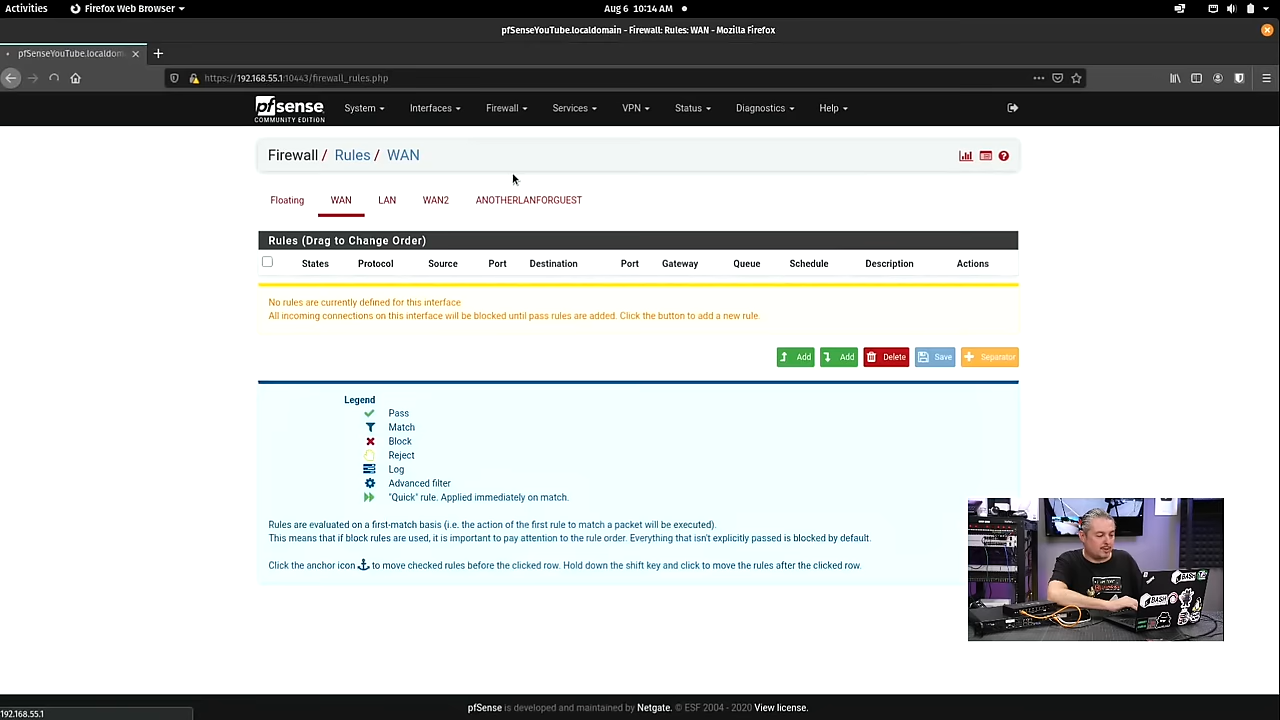 Activities Firefox Web Browser Aug 6 10:14 AM
pfSenseYouTube.localdomain - Firewall: Rules: WAN - Mozilla Firefox
pfSenseYouTube.localdom
https://192.168.55.1:10443/firewall_rules.php
pfsense COMMUNITY EDITION System Interfaces Firewall Services VPN Status Diagnostics Help
Firewall / Rules / WAN
Floating WAN LAN WAN2 ANOTHERLANFORGUEST
Rules (Drag to Change Order)
States Protocol Source Port Destination Port Gateway Queue Schedule Description Actions
No rules are currently defined for this interface
All incoming connections on this interface will be blocked until pass rules are added. Click the button to add a new rule.
Add Add Delete Save Separator
Legend
Pass
Match
Block
Reject
Log
Advanced filter
"Quick" rule. Applied immediately on match.
Rules are evaluated on a first-match basis (i.e. the action of the first rule to match a packet will be executed).
This means that if block rules are used, it is important to pay attention to the rule order. Everything that isn't explicitly passed is blocked by default.
Click the anchor icon to move checked rules before the clicked row. Hold down the shift key and click to move the rules after the clicked row.
BASH
BASH
pfSense is developed and maintained by Netgate. © ESF 2004 - 2020 View license.
192.168.55.1